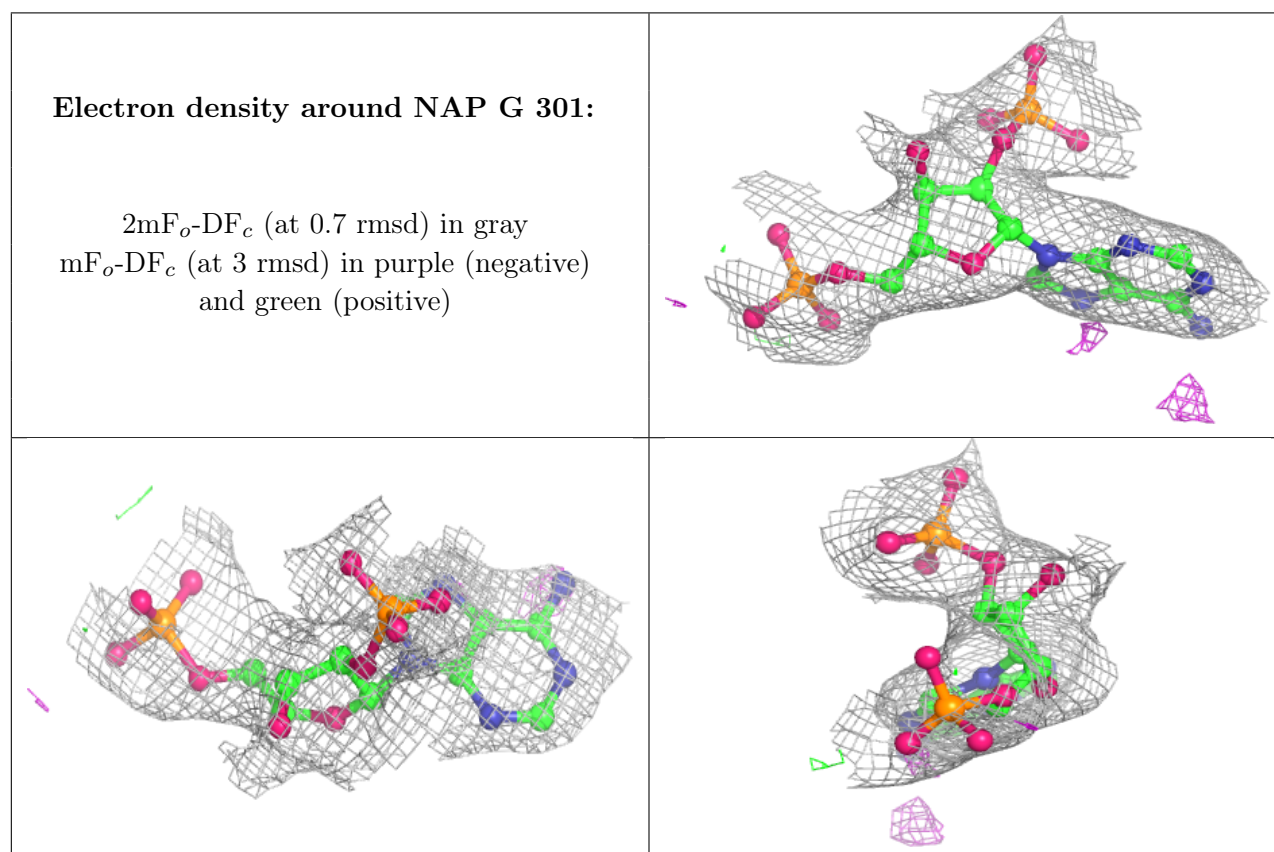 Electron density around NAP G 301:
2mFo-DFc (at 0.7 rmsd) in gray
mFo-DFc (at 3 rmsd) in purple (negative)
and green (positive)